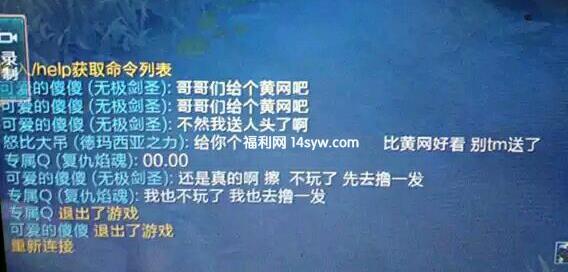 录制
入/help获取命令列表
可爱的傻傻 (无极剑圣): 哥哥们给个黄网吧
可爱的傻傻 (无极剑圣): 哥哥们给个黄网吧
可爱的傻傻 (无极剑圣): 不然我送人头了啊
怒比大吊 (德玛西亚之力): 给你个福利网14syw.com 比黄网好看 别tm送了
专属Q (复仇焰魂): 00.00
可爱的傻傻 (无极剑圣): 还是真的啊 擦 不玩了 先去撸一发
专属Q (复仇焰魂): 我也不玩了 我也去撸一发
专属Q 退出了游戏
可爱的傻傻 退出了游戏
重新连接